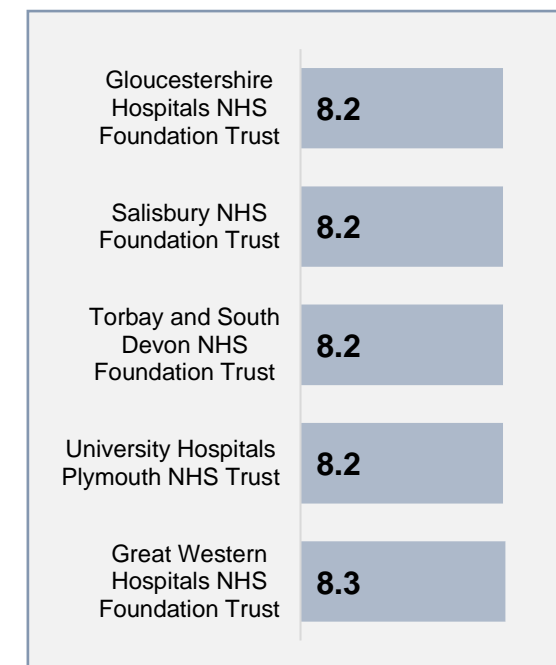 Gloucestershire
Hospitals NHS
Foundation Trust
8.2
Salisbury NHS
Foundation Trust
8.2
Torbay and South
Devon NHS
Foundation Trust
8.2
University Hospitals
Plymouth NHS Trust
8.2
Great Western
Hospitals NHS
Foundation Trust
8.3